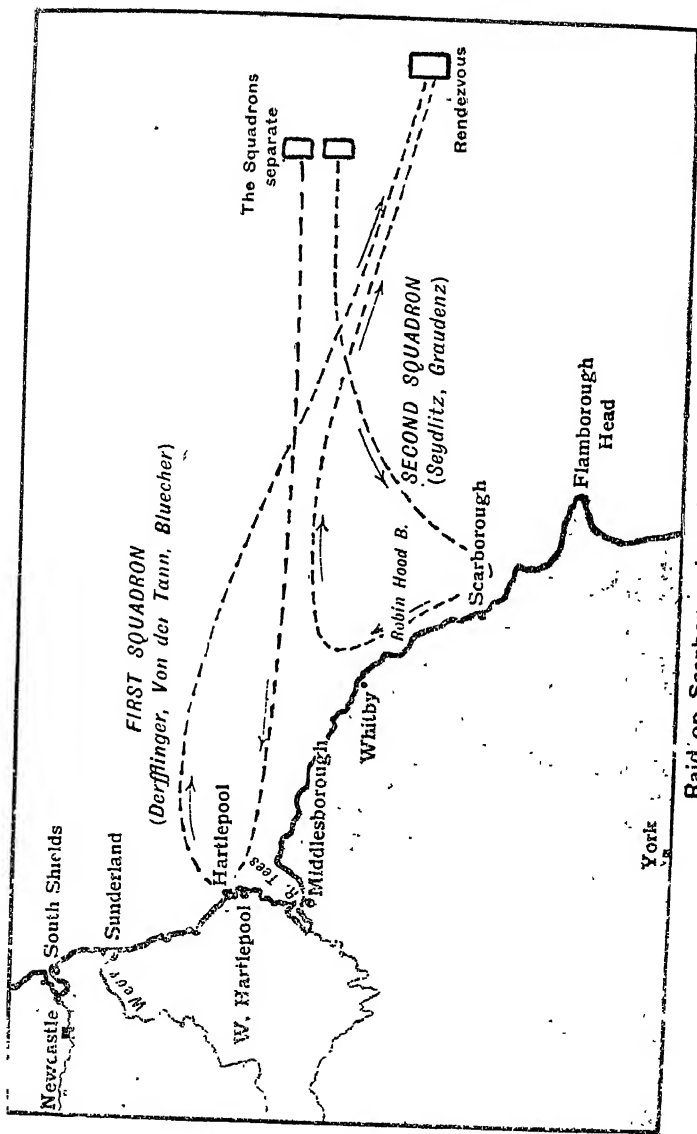 Newcastle
South Shields
Sunderland
Wear
Hartlepool
W. Hartlepool
R. Tees
Middlesborough
Whitby
Robin Hood B.
Scarborough
Flamborough
Head
York
FIRST SQUADRON
(Derfflinger, Von der Tann, Bluecher)
SECOND SQUADRON
(Seydlitz, Graudenz)
The Squadrons
separate
Rendezvous
Raid on